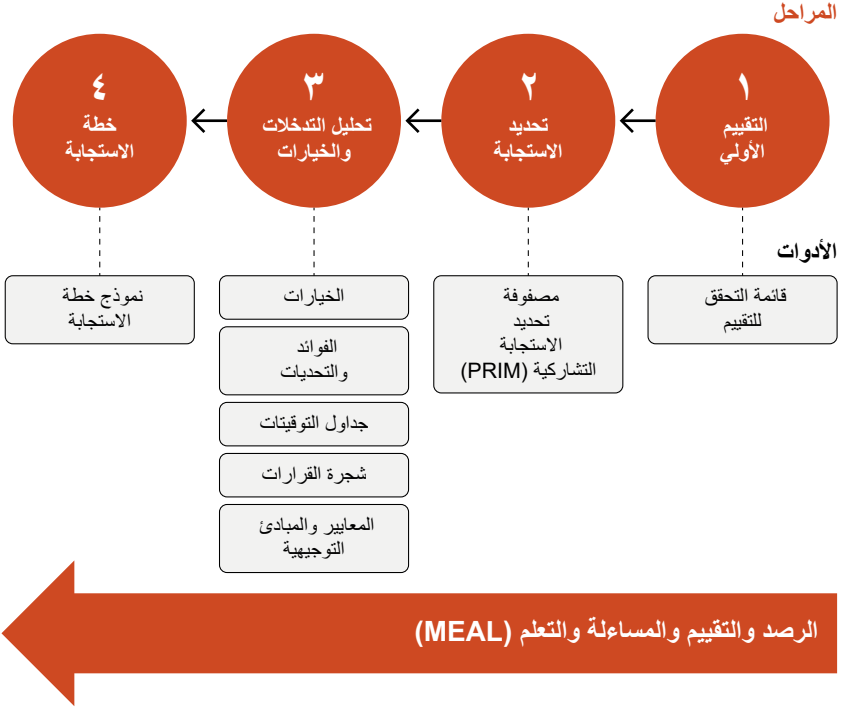 المراحل
١
التقييم
الأولي
٢
تحديد
الاستجابة
٣
تحليل التدخلات
والخيارات
٤
خطة
الاستجابة
الأدوات
قائمة التحقق
للتقييم
مصفوفة
تحديد
الاستجابة
التشاركية (PRIM)
الخيارات
الفوائد
والتحديات
جداول التوقيتات
شجرة القرارات
المعايير والمبادئ
التوجيهية
نموذج خطة
الاستجابة
الرصد والتقييم والمساءلة والتعلم (MEAL)